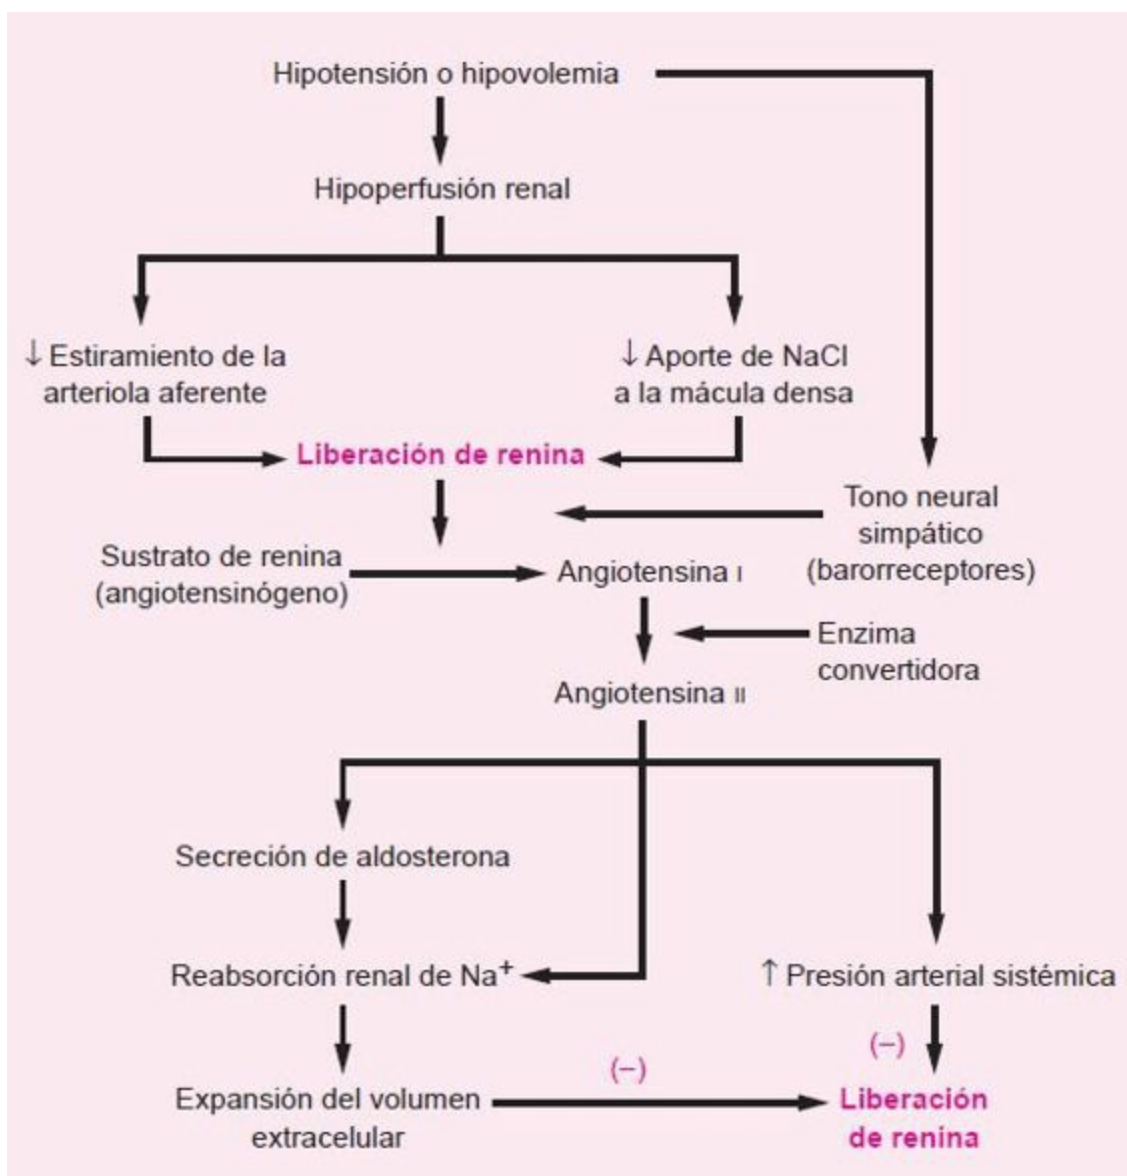 Hipotensión o hipovolemia
Hipoperfusión renal
↓ Estiramiento de la
arteriola aferente
↓ Aporte de NaCl
a la mácula densa
Liberación de renina
Tono neural
simpático
(barorreceptores)
Sustrato de renina
(angiotensinógeno)
Angiotensina I
Enzima
convertidora
Angiotensina II
Secreción de aldosterona
Reabsorción renal de Na⁺
↑ Presión arterial sistémica
(–)
(–)
Expansión del volumen
extracelular
Liberación
de renina